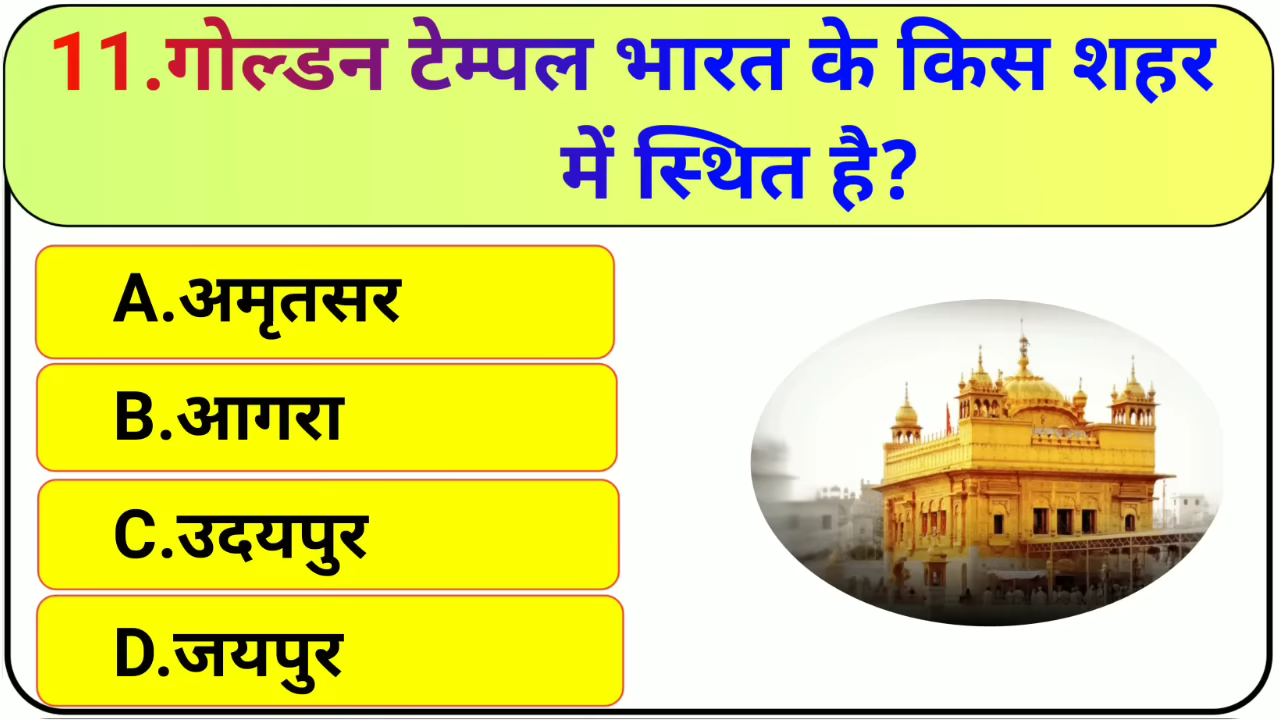 11.गोल्डन टेम्पल भारत के किस शहर
में स्थित है?
A.अमृतसर
B.आगरा
C.उदयपुर
D.जयपुर